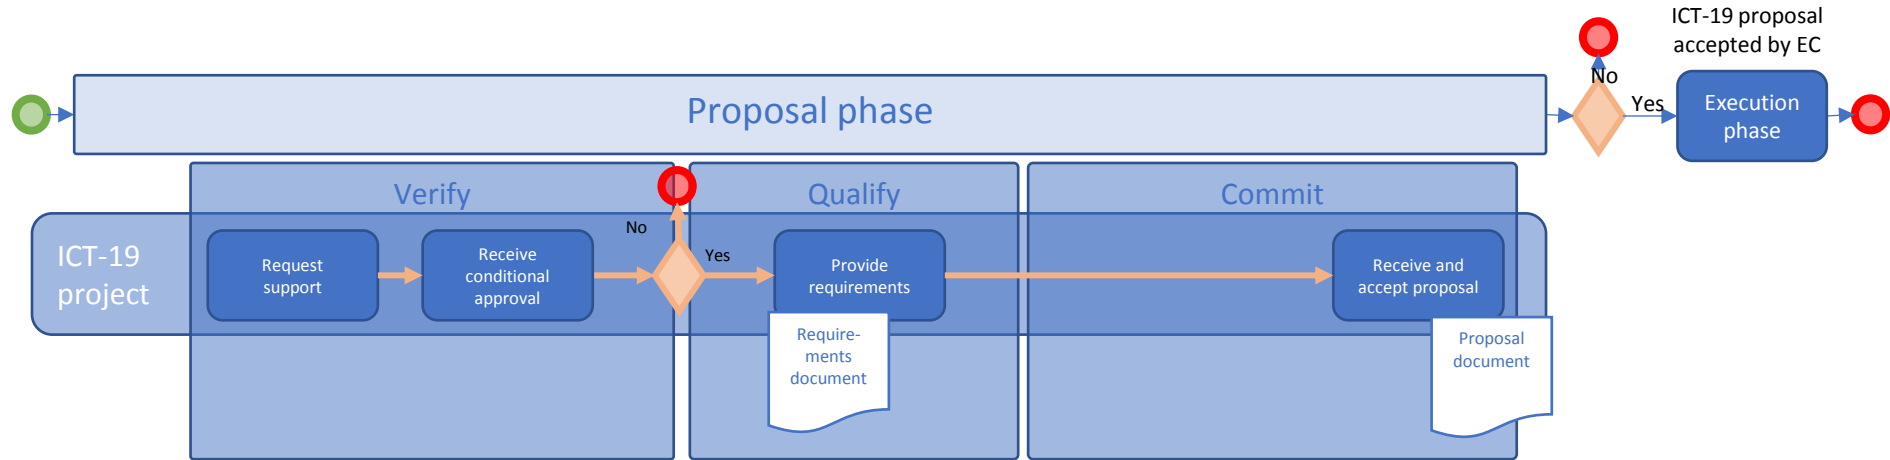 ICT-19 proposal
accepted by EC
No
Proposal phase
Yes
Execution
phase
Verify
Qualify
Commit
ICT-19
project
Request
support
Receive
conditional
approval
No
Yes
Provide
requirements
Receive and
accept proposal
Require-
ments
document
Proposal
document